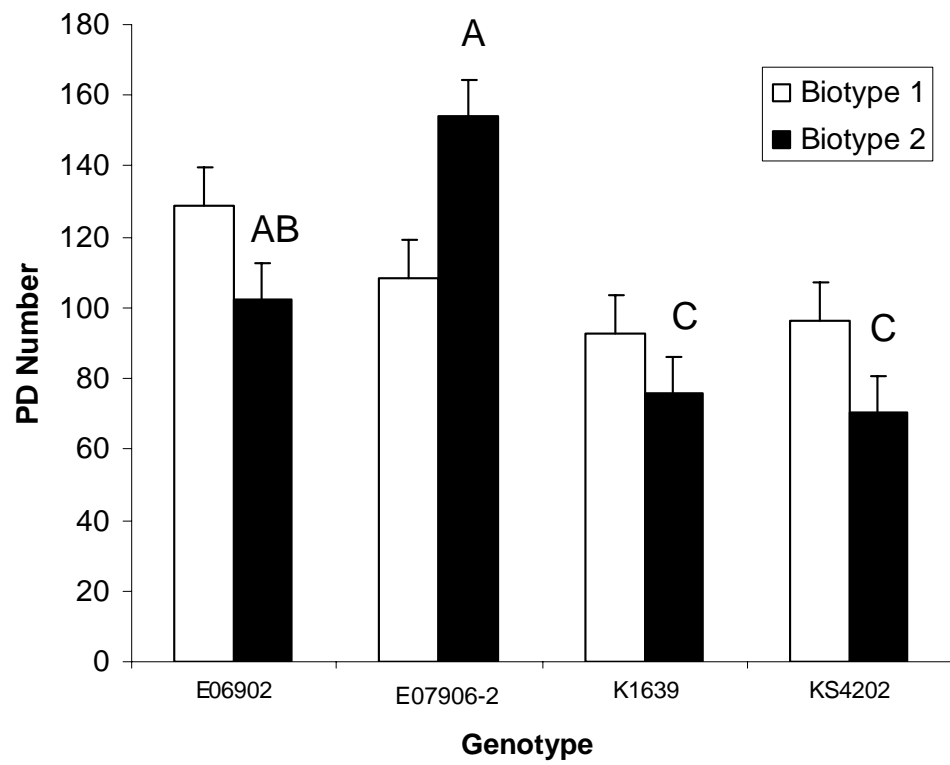 180
160
140
120
100
80
60
40
20
0
PD Number
A
AB
C
C
Biotype 1
Biotype 2
E06902
E07906-2
K1639
KS4202
Genotype